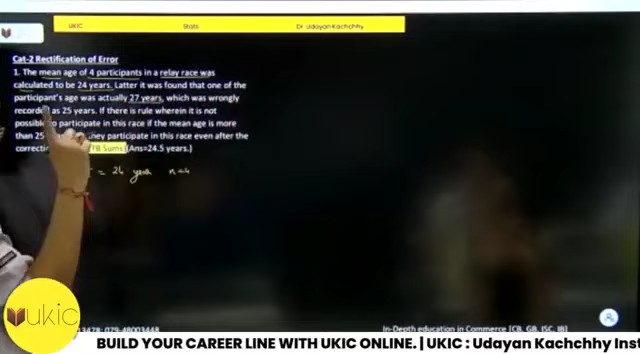 UKIC
Stats
Dr. Udayan Kachchhy
Cat-2 Rectification of Error
1. The mean age of 4 participants in a relay race was
calculated to be 24 years. Latter it was found that one of the
participant's age was actually 27 years, which was wrongly
recorded as 25 years. If there is rule wherein it is not
possible to participate in this race if the mean age is more
than 25 they participate in this race even after the
correcti (Ans=24.5 years.)
= 24 year n=4
ukic
079-48003448
In-Depth education in Commerce [CB, GB, ISC, IB]
BUILD YOUR CAREER LINE WITH UKIC ONLINE. | UKIC : Udayan Kachchhy Inst